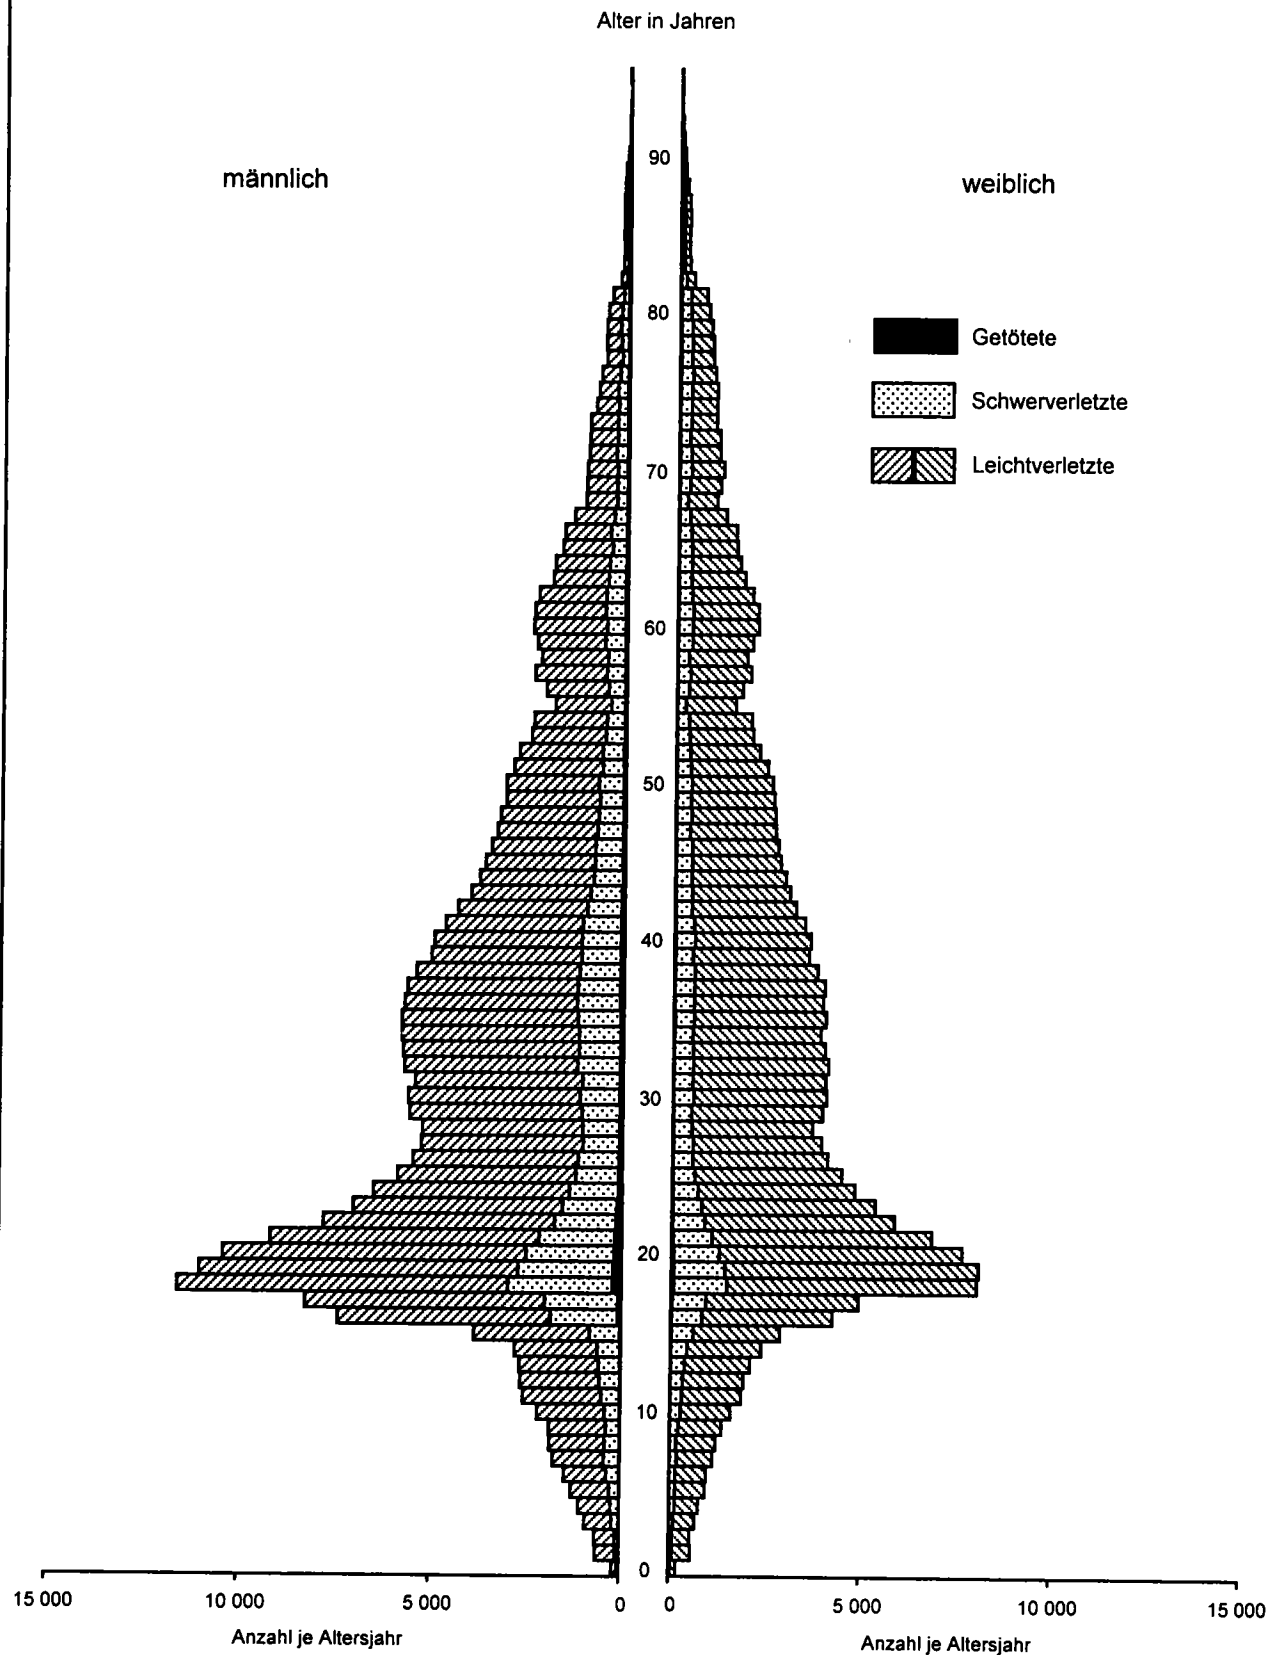 Alter in Jahren
männlich
weiblich
90
80
70
60
50
40
30
20
10
0
Getötete
Schwerverletzte
Leichtverletzte
15 000 10 000 5 000 0 0 5 000 10 000 15 000
Anzahl je Altersjahr Anzahl je Altersjahr